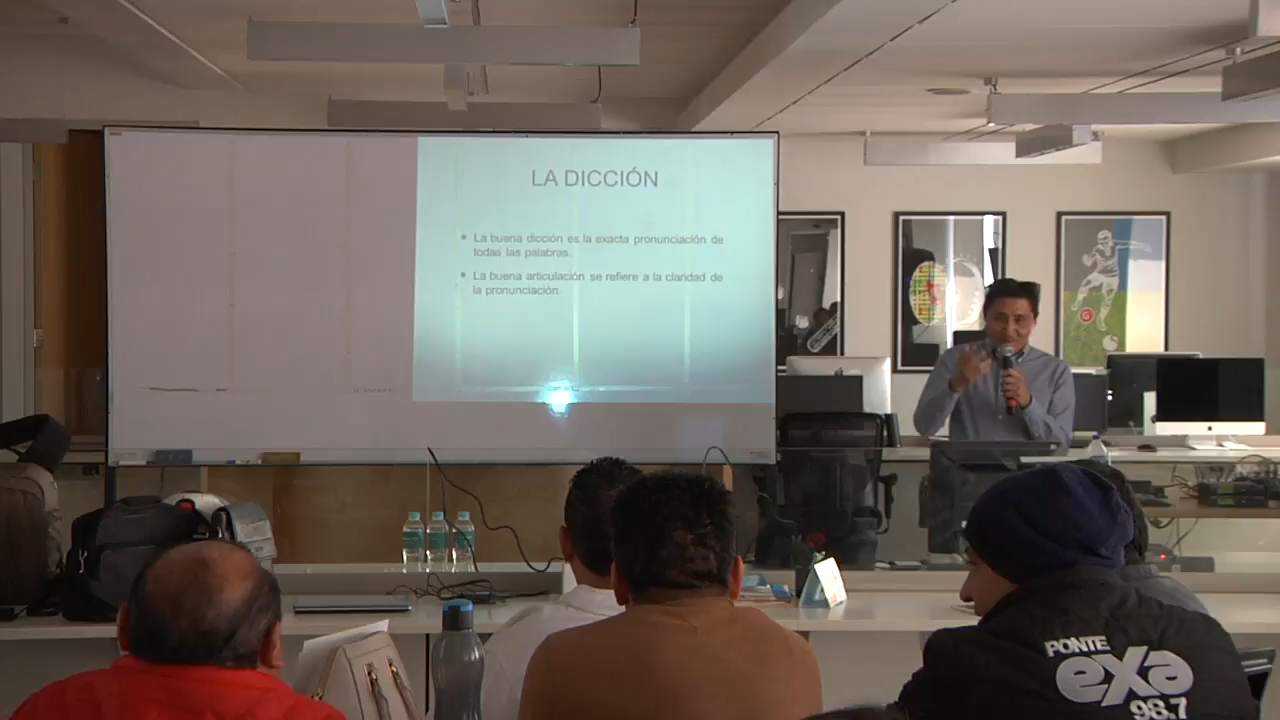 LA DICCIÓN
• La buena dicción es la exacta pronunciación de
todas las palabras.
• La buena articulación se refiere a la claridad de
la pronunciación.
PONTE
exa
98.7
G